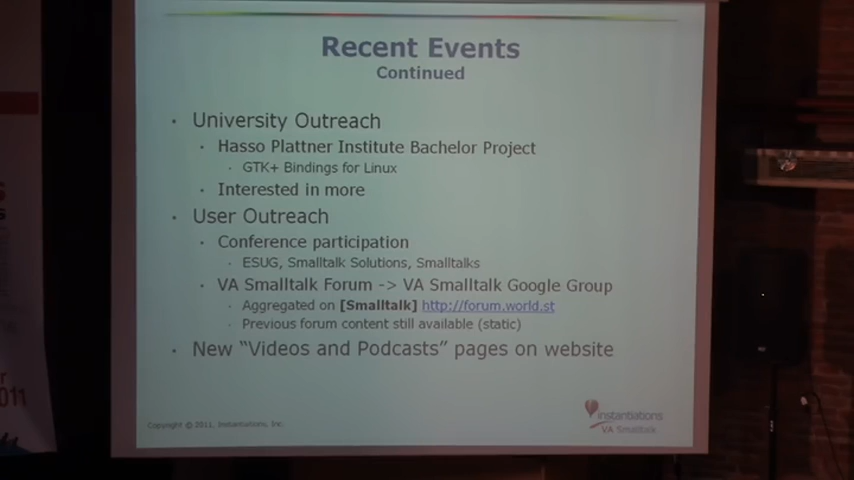 Recent Events
Continued
• University Outreach
• Hasso Plattner Institute Bachelor Project
• GTK+ Bindings for Linux
• Interested in more
• User Outreach
• Conference participation
• ESUG, Smalltalk Solutions, Smalltalks
• VA Smalltalk Forum -> VA Smalltalk Google Group
• Aggregated on [Smalltalk] http://forum.world.st
• Previous forum content still available (static)
• New “Videos and Podcasts” pages on website
Copyright © 2011, Instantiations, Inc.
instantiations
VA Smalltalk
2011